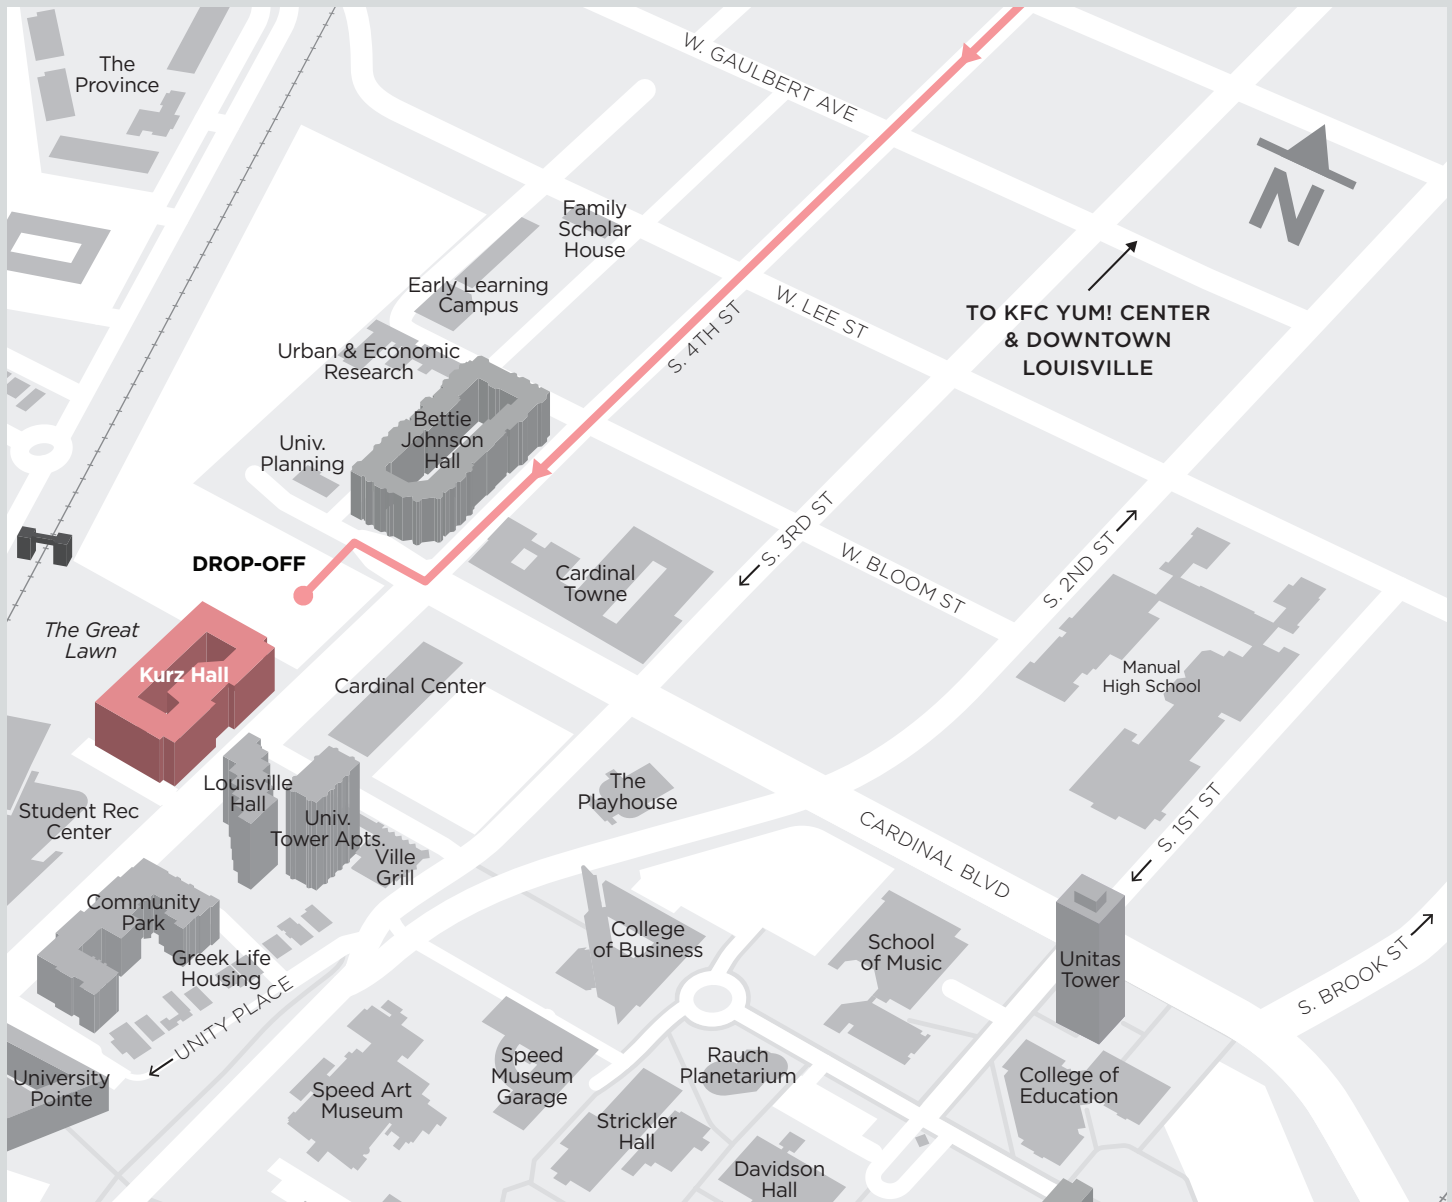 The
Province
W. GAULBERT AVE
N
Family
Scholar
House
TO KFC YUM! CENTER
& DOWNTOWN
LOUISVILLE
Early Learning
Campus
W. LEE ST
S. 4TH ST
Urban & Economic
Research
Bettie
Johnson
Hall
Univ.
Planning
S. 3RD ST
S. 2ND ST
W. BLOOM ST
DROP-OFF
Cardinal
Towne
The Great
Lawn
Kurz Hall
Cardinal Center
Manual
High School
Louisville
Hall
The
Playhouse
Univ.
Tower Apts.
Student Rec
Center
Ville
Grill
CARDINAL BLVD
S. 1ST ST
Community
Park
College
of Business
School
of Music
Unitas
Tower
Greek Life
Housing
S. BROOK ST
UNITY PLACE
University
Pointe
Speed Art
Museum
Speed
Museum
Garage
Rauch
Planetarium
College of
Education
Strickler
Hall
Davidson
Hall